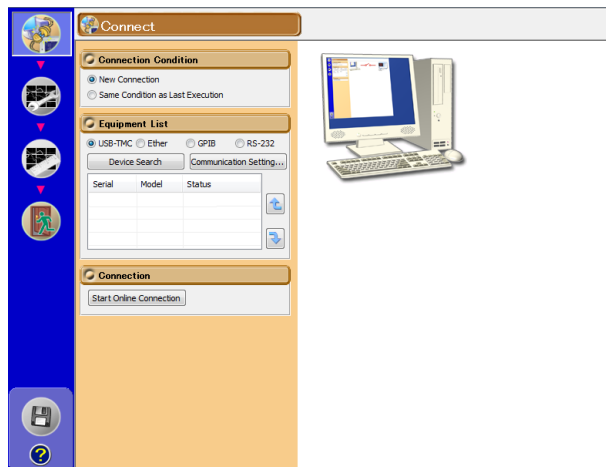 Connect
Connection Condition
New Connection
Same Condition as Last Execution
Equipment List
USB-TMC Ether GPIB RS-232
Device Search Communication Setting...
Serial Model Status
Connection
Start Online Connection
?